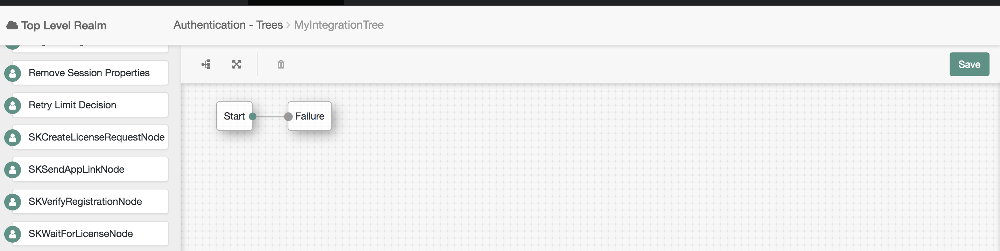 Top Level Realm
Authentication - Trees > MyIntegrationTree
Save
Remove Session Properties
Retry Limit Decision
SKCreateLicenseRequestNode
SKSendAppLinkNode
SKVerifyRegistrationNode
SKWaitForLicenseNode
Start
Failure